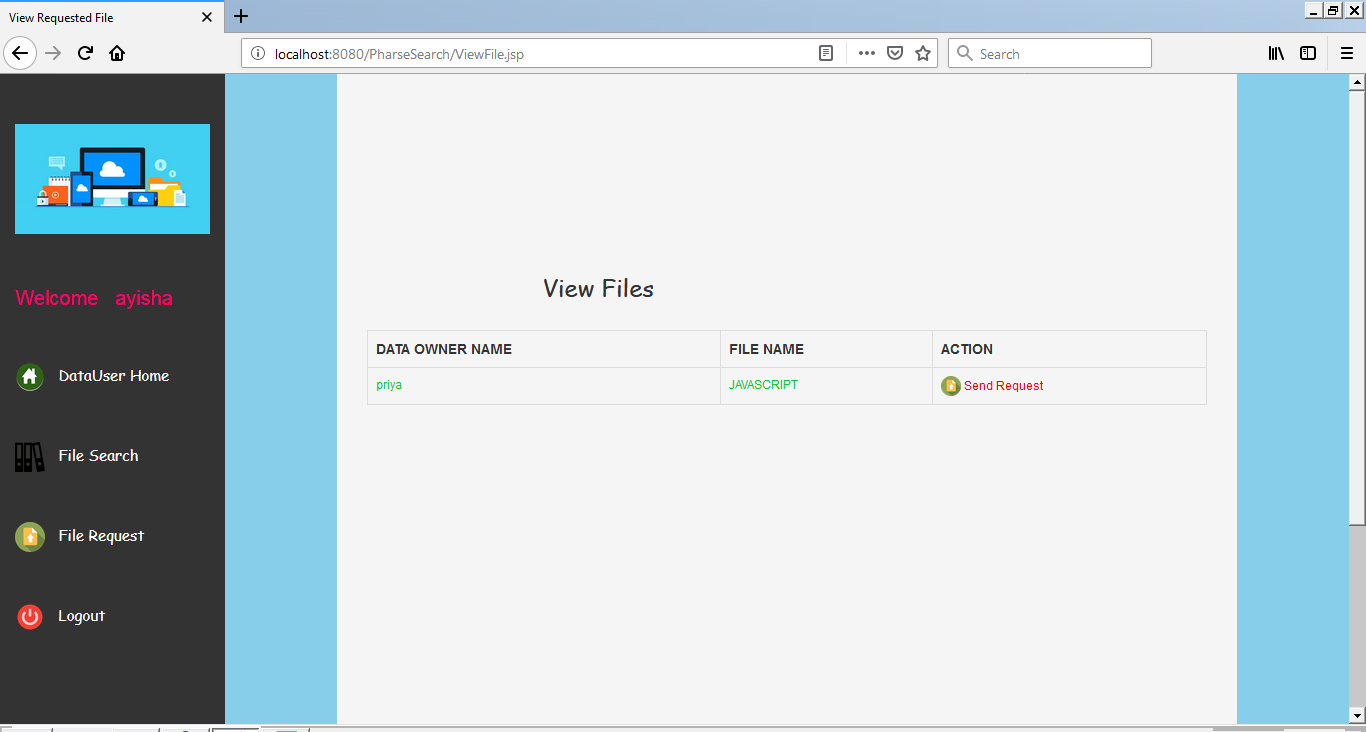 View Requested File
localhost:8080/PharseSearch/ViewFile.jsp
Search
Welcome ayisha
DataUser Home
File Search
File Request
Logout
View Files
DATA OWNER NAME FILE NAME ACTION
priya JAVASCRIPT Send Request